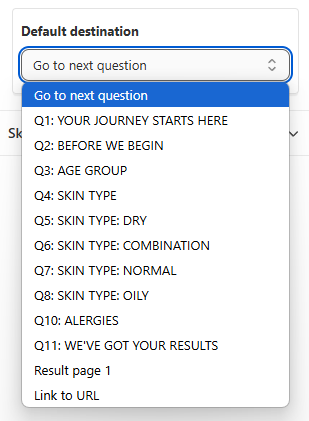 Default destination
Go to next question
Go to next question
Q1: YOUR JOURNEY STARTS HERE
Sk
Q2: BEFORE WE BEGIN
Q3: AGE GROUP
Q4: SKIN TYPE
Q5: SKIN TYPE: DRY
Q6: SKIN TYPE: COMBINATION
Q7: SKIN TYPE: NORMAL
Q8: SKIN TYPE: OILY
Q10: ALERGIES
Q11: WE'VE GOT YOUR RESULTS
Result page 1
Link to URL